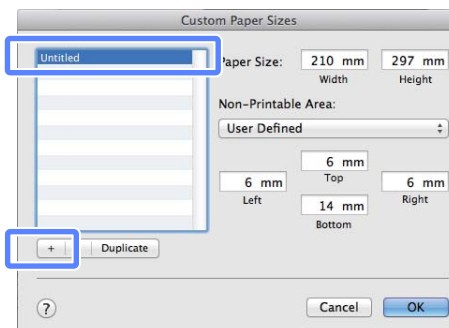 Custom Paper Sizes
Untitled
Paper Size:
210 mm
297 mm
Width
Height
Non-Printable Area:
User Defined
6 mm
Top
6 mm
6 mm
Left
Right
14 mm
Bottom
+
Duplicate
?
Cancel
OK